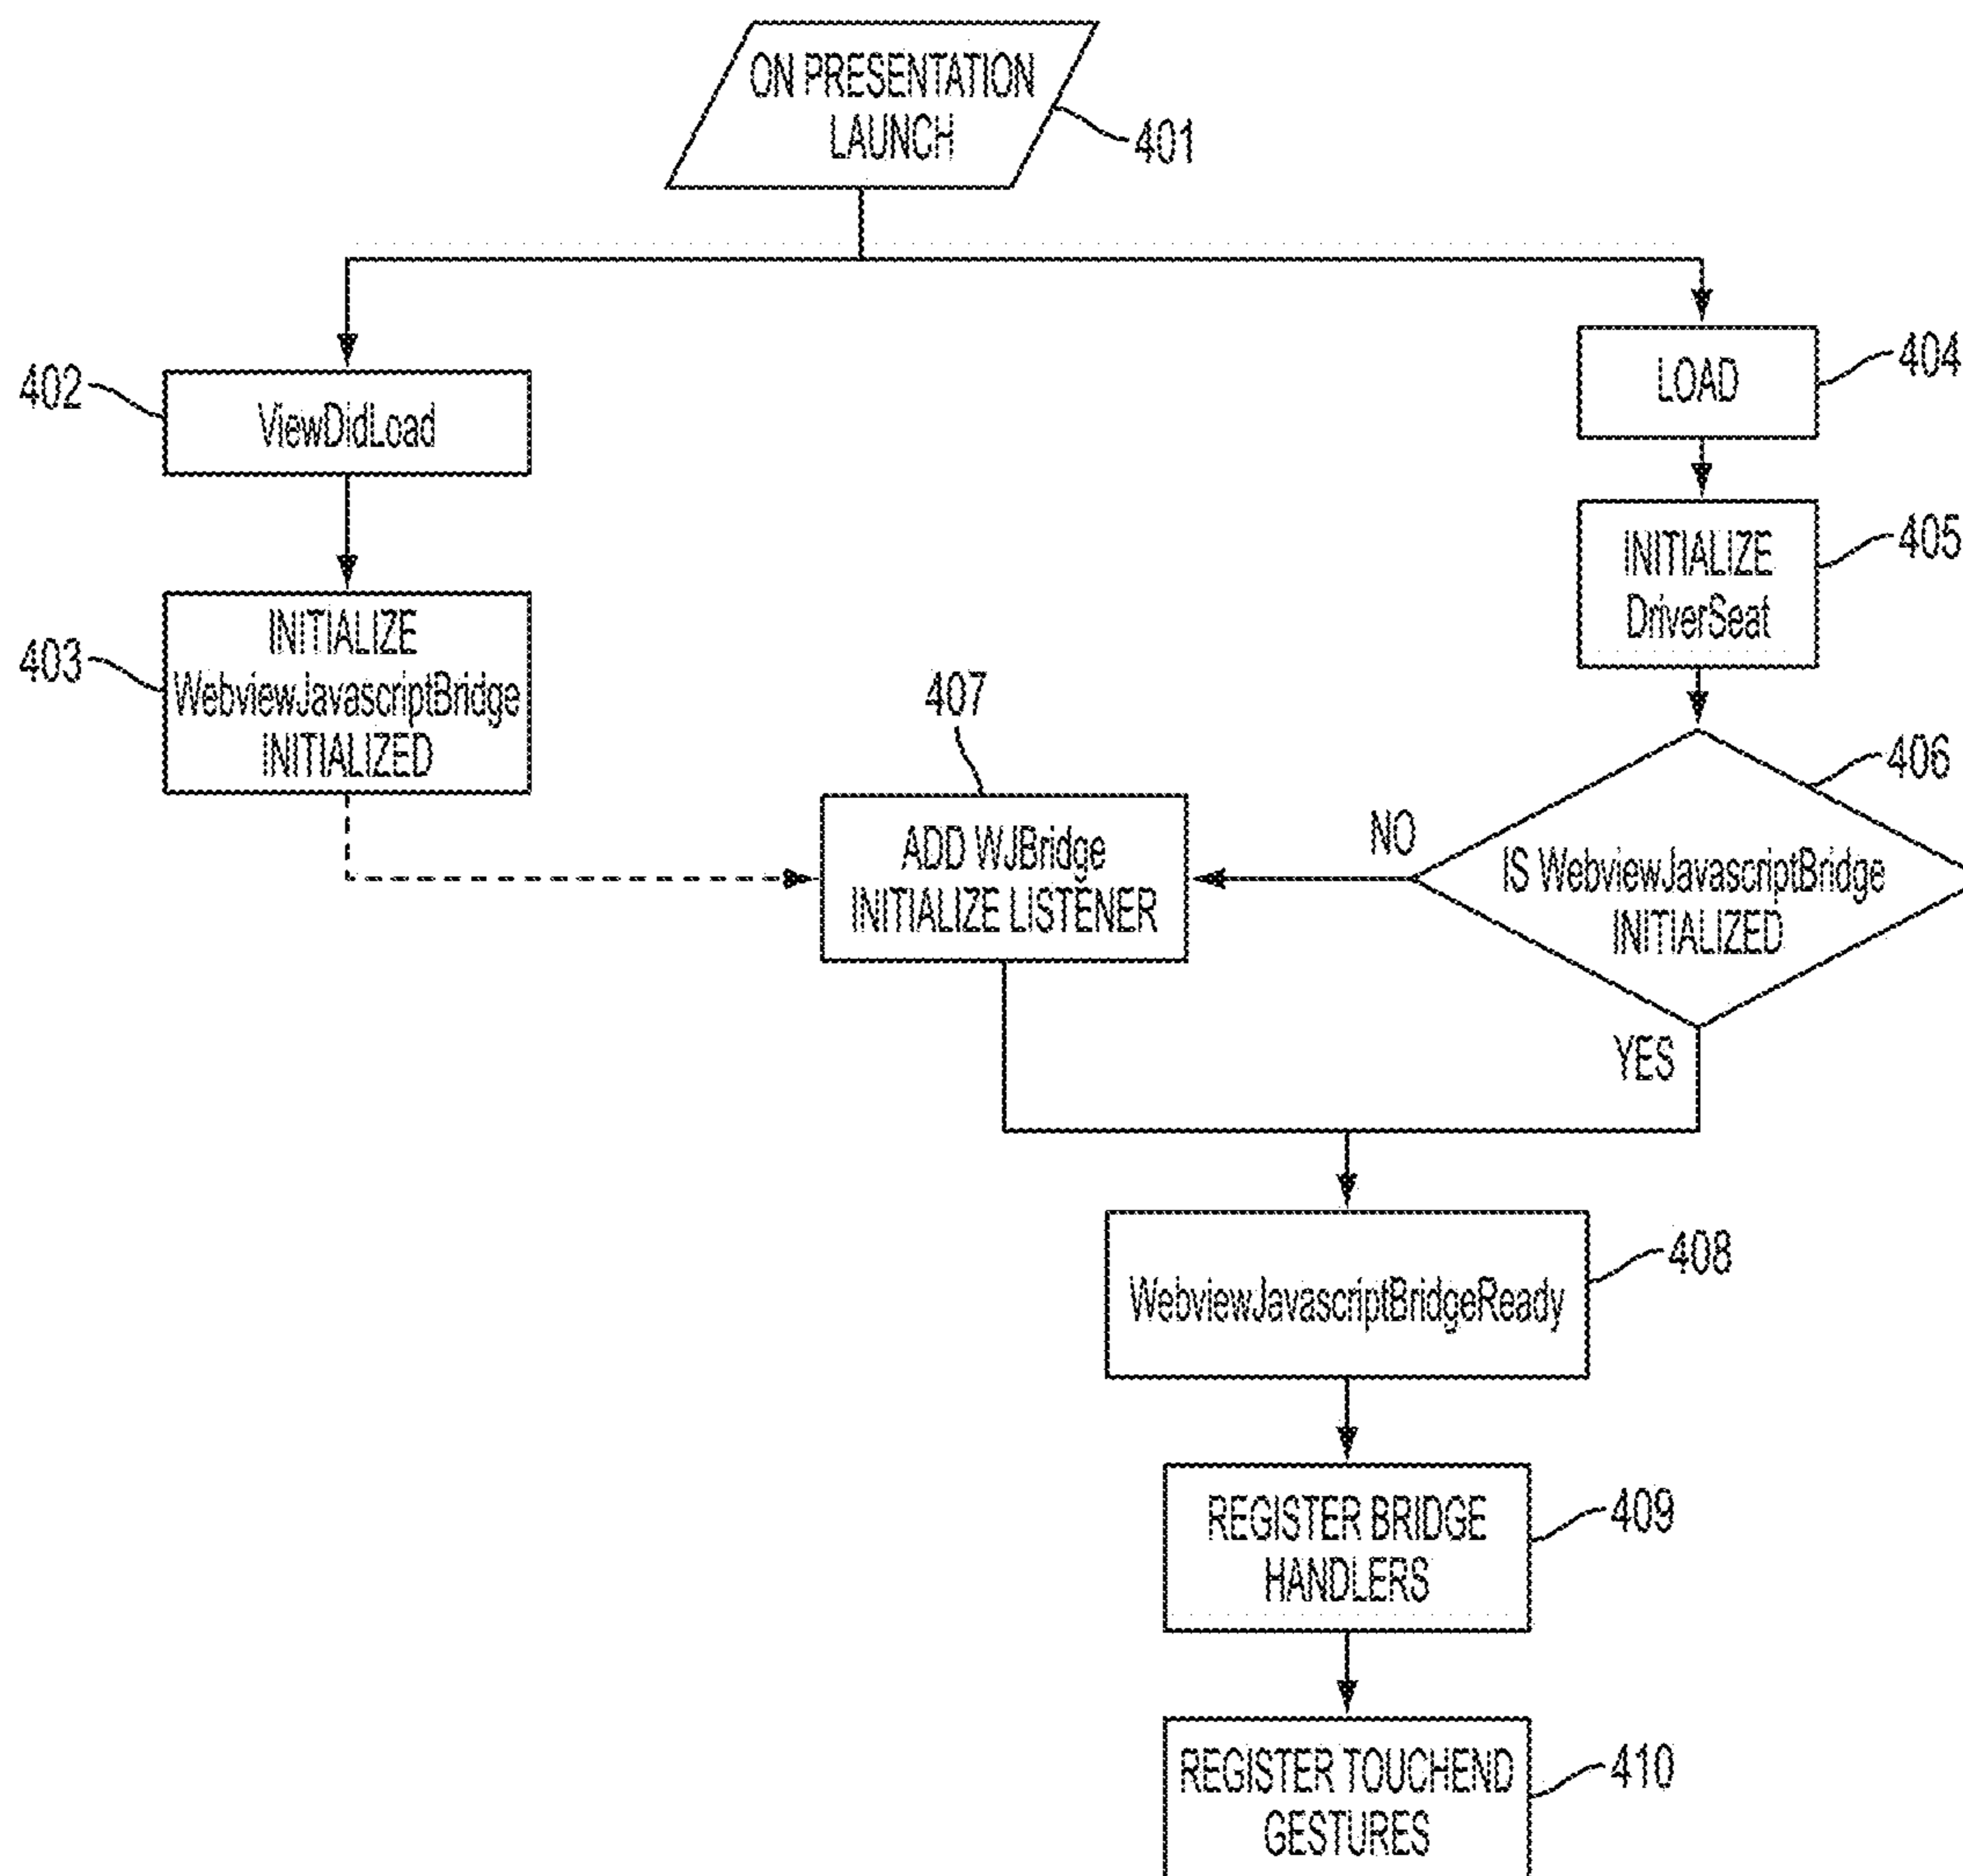 ON PRESENTATION
LAUNCH
401
402
ViewDidLoad
404
LOAD
403
INITIALIZE
WebviewJavascriptBridge
INITIALIZED
405
INITIALIZE
DriverSeat
407
ADD WJBridge
INITIALIZE LISTENER
NO
406
IS WebviewJavascriptBridge
INITIALIZED
YES
408
WebviewJavascriptBridgeReady
409
REGISTER BRIDGE
HANDLERS
410
REGISTER TOUCHEND
GESTURES